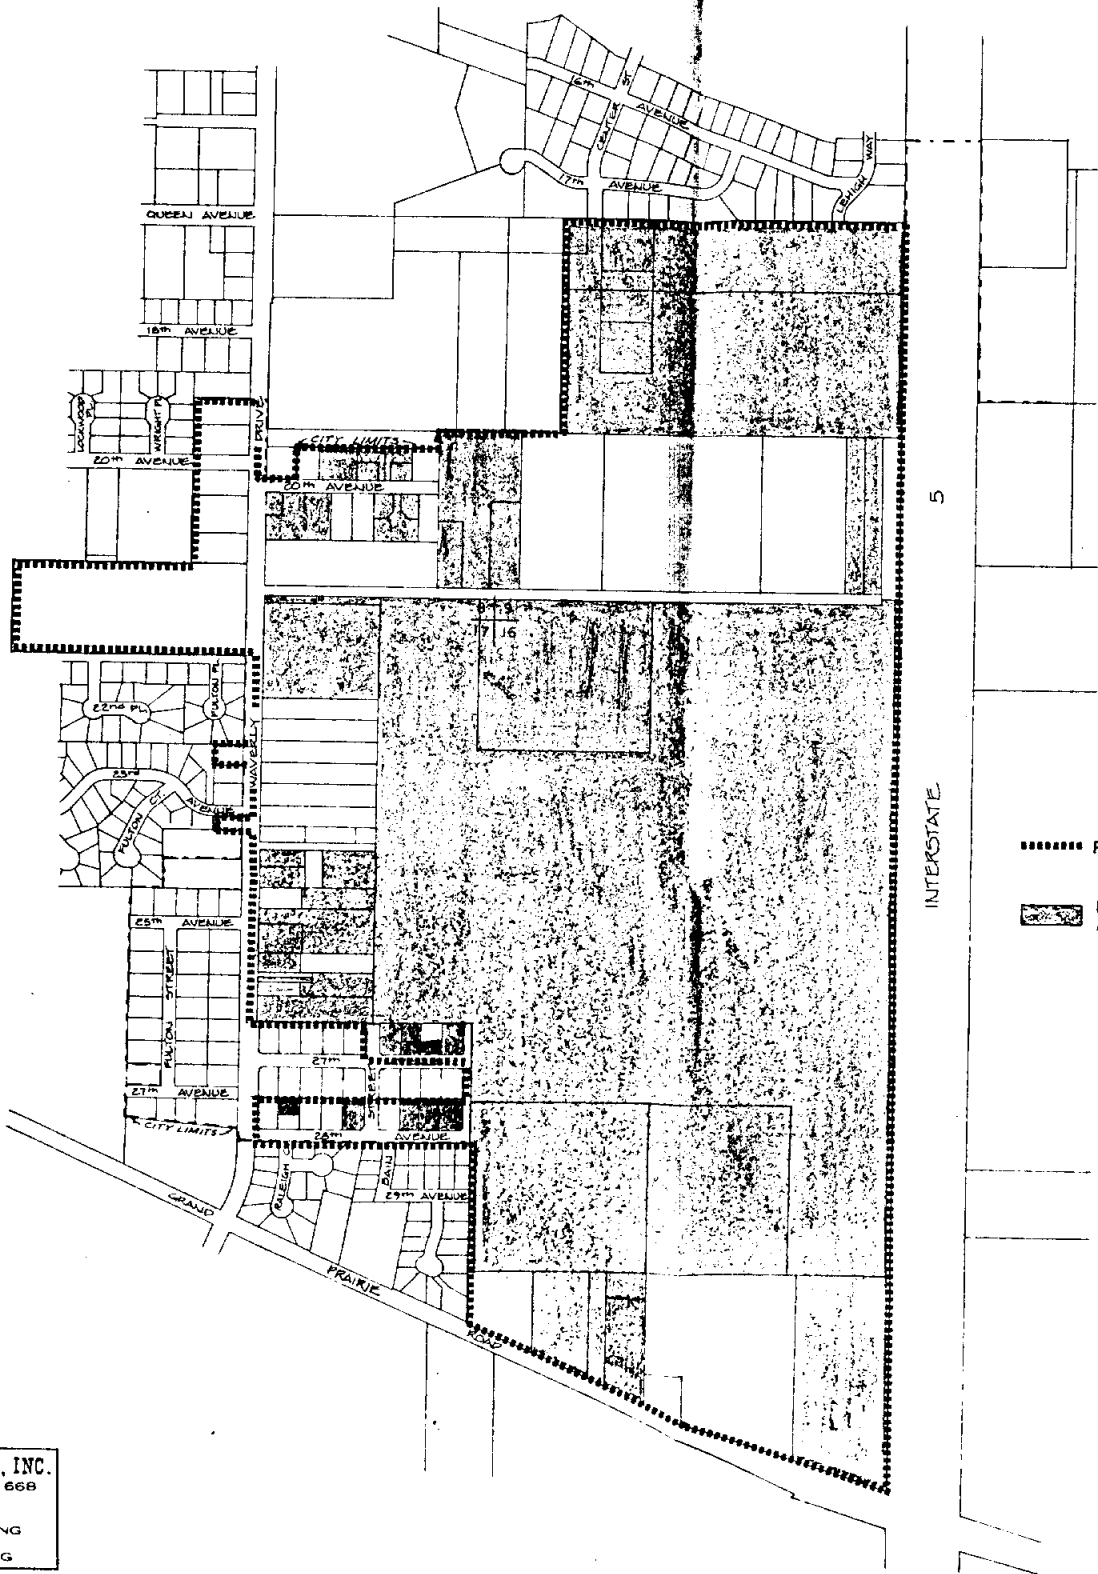 16th
AVENUE
CENTER ST
17th
AVENUE
LEHIGH WAY
QUEEN AVENUE
18th AVENUE
LOCKWOOD PL
WRIGHT PL
20th AVENUE
DRIVE
CITY LIMITS
20th AVENUE
5
8 9
17 16
22nd PL
FULTON PL
WAVERLY
23rd
AVENUE
FULTON CT
INTERSTATE
25th AVENUE
FULTON STREET
27th AVENUE
CITY LIMITS
27th
STREET
28th AVENUE
RALEIGH
BAIN
29th AVENUE
GRAND
PRAIRIE
ROAD
, INC.
668
NG
G